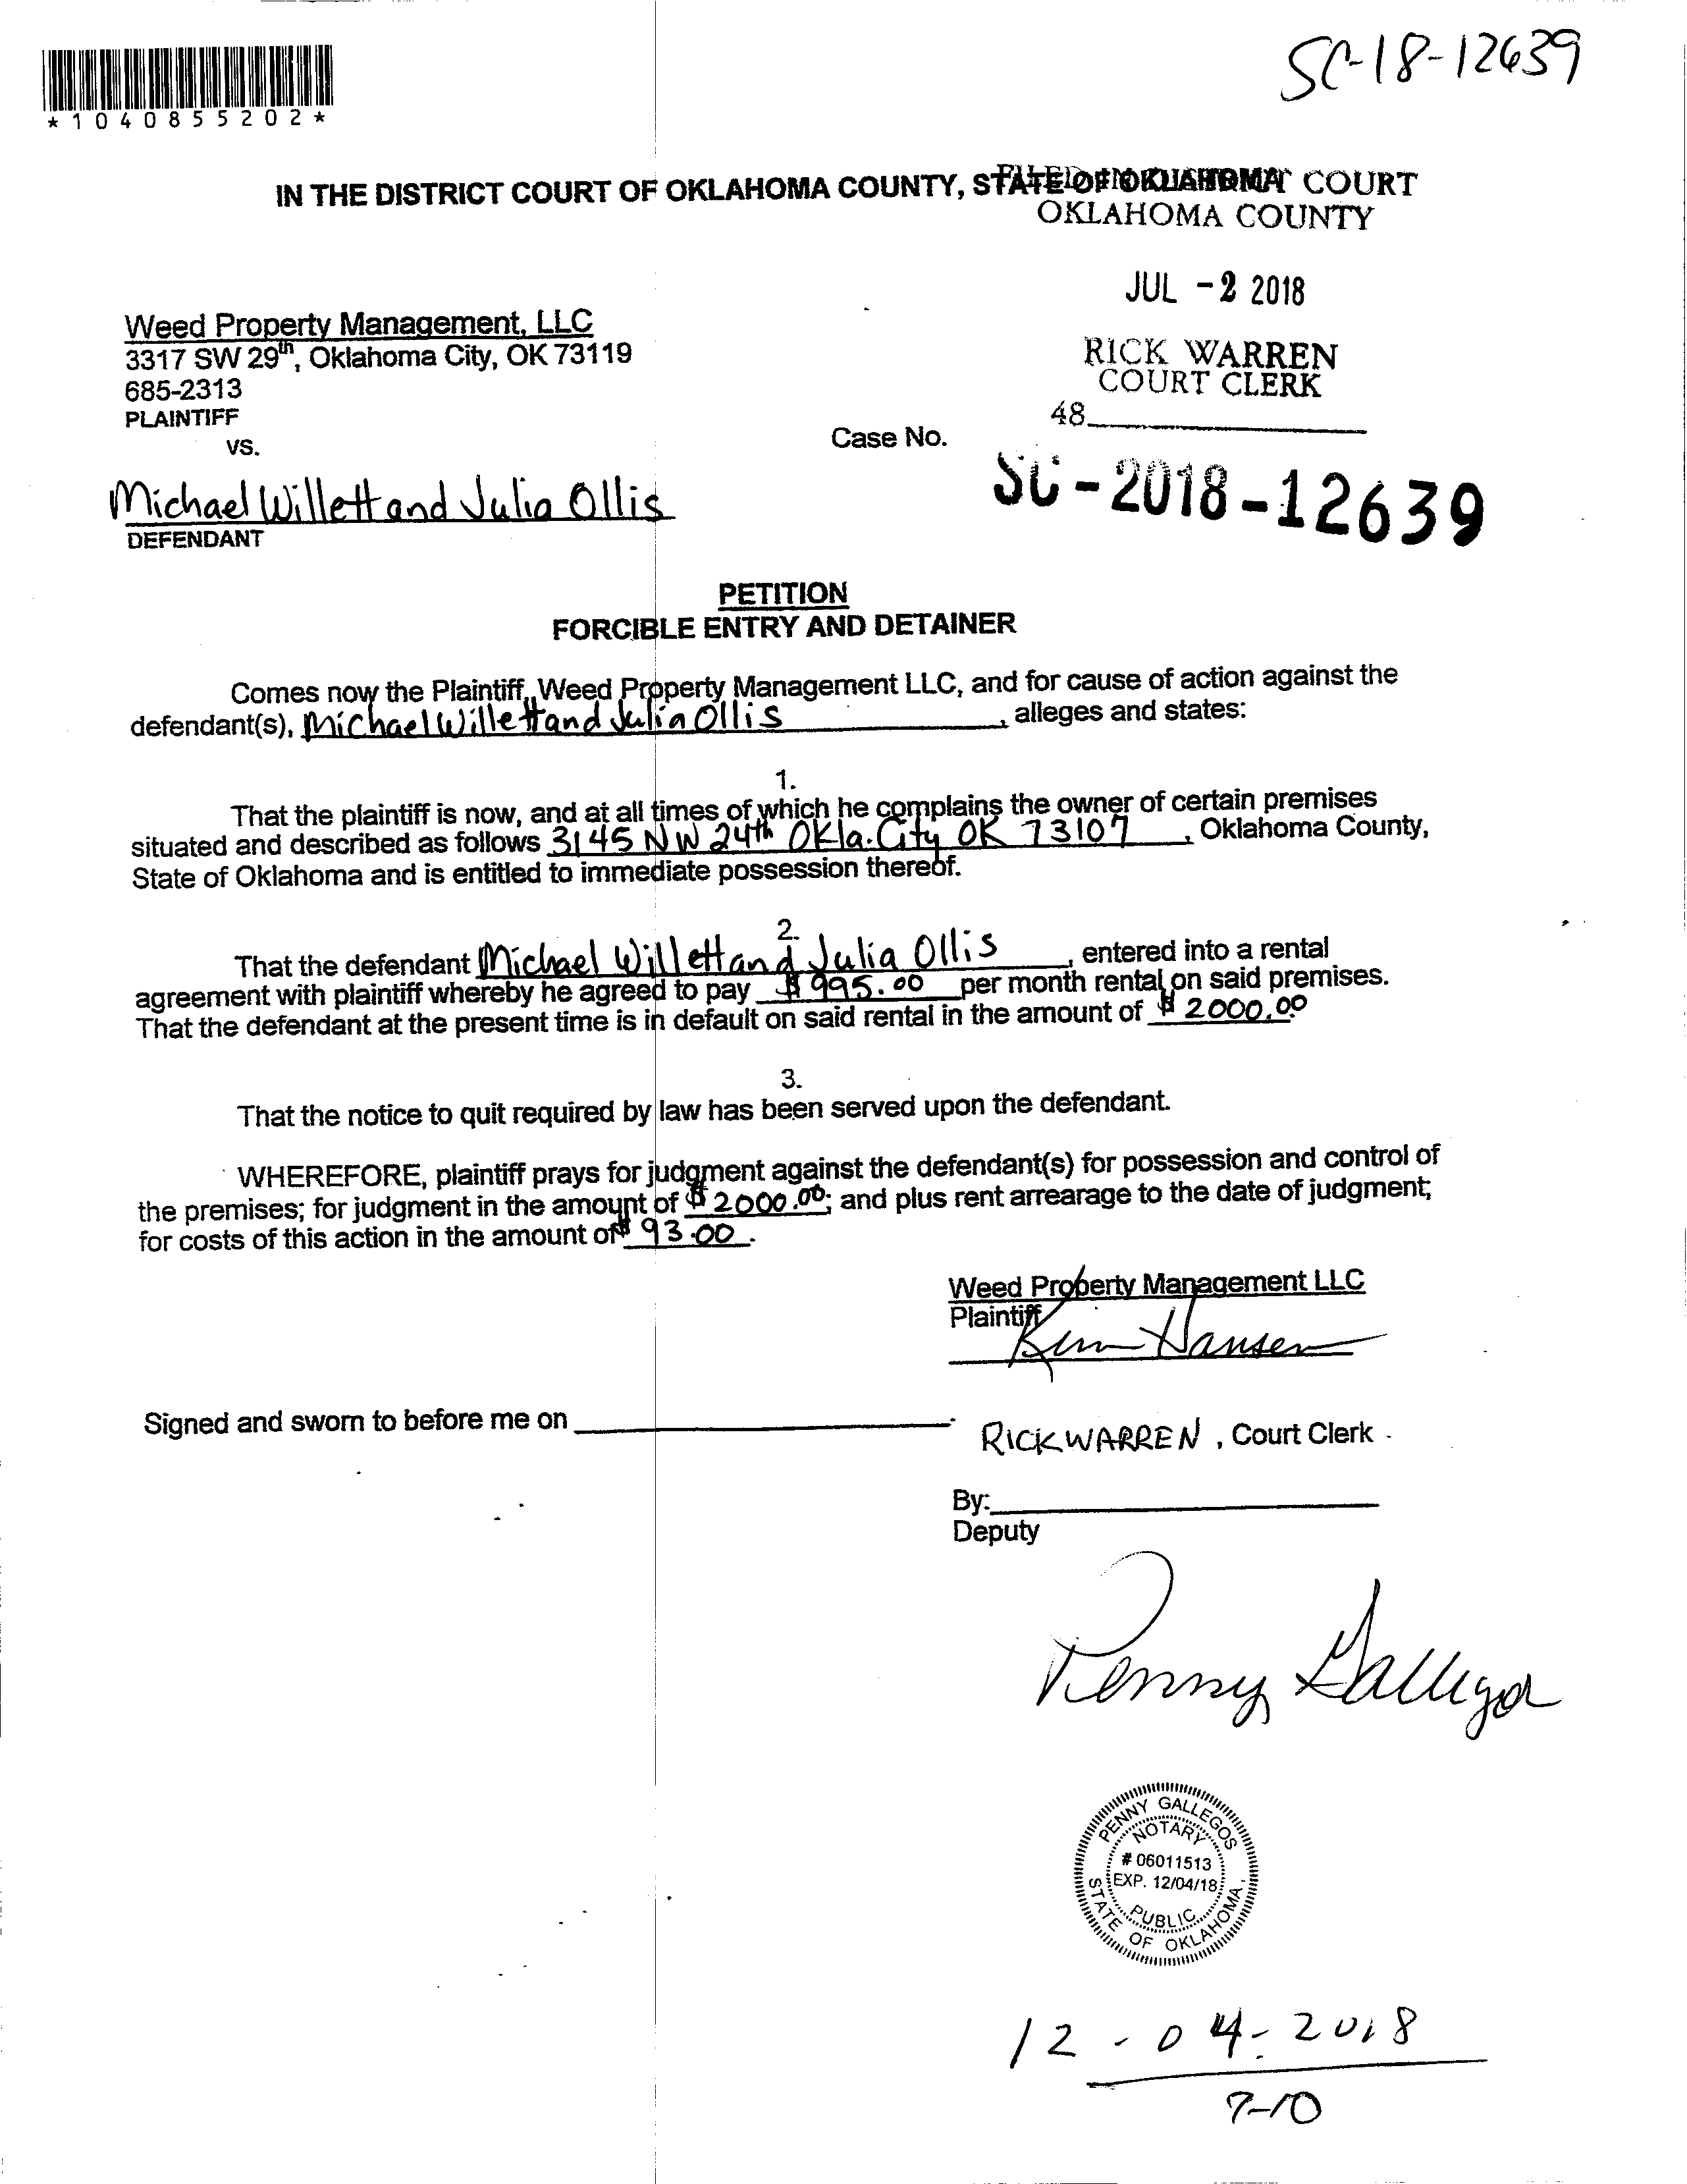 SC-18-12639
*1040855202*
IN THE DISTRICT COURT OF OKLAHOMA COUNTY, STATE OF OKLAHOMA
COURT
OKLAHOMA COUNTY
JUL -2 2018
RICK WARREN
COURT CLERK
48
Weed Property Management, LLC
3317 SW 29th, Oklahoma City, OK 73119
685-2313
PLAINTIFF
VS.
Case No.
SC-2018-12639
Michael Willett and Julia Ollis
DEFENDANT
PETITION
FORCIBLE ENTRY AND DETAINER
Comes now the Plaintiff, Weed Property Management LLC, and for cause of action against the
defendant(s), Michael Willett and Julia Ollis, alleges and states:
1.
That the plaintiff is now, and at all times of which he complains the owner of certain premises
situated and described as follows 3145 NW 24th Okla. City OK 73107, Oklahoma County,
State of Oklahoma and is entitled to immediate possession thereof.
2.
That the defendant Michael Willett and Julia Ollis, entered into a rental
agreement with plaintiff whereby he agreed to pay $995.00 per month rental on said premises.
That the defendant at the present time is in default on said rental in the amount of $2000.00
3.
That the notice to quit required by law has been served upon the defendant.
WHEREFORE, plaintiff prays for judgment against the defendant(s) for possession and control of
the premises; for judgment in the amount of $2000.00; and plus rent arrearage to the date of judgment;
for costs of this action in the amount of $93.00.
Weed Property Management LLC
Plaintiff
Kim Hansen
Signed and sworn to before me on
RICK WARREN, Court Clerk
By:
Deputy
Penny Gallegos
PENNY GALLEGOS
NOTARY
# 06011513
EXP. 12/04/18
PUBLIC
STATE OF OKLAHOMA
12-04-2018
7-10